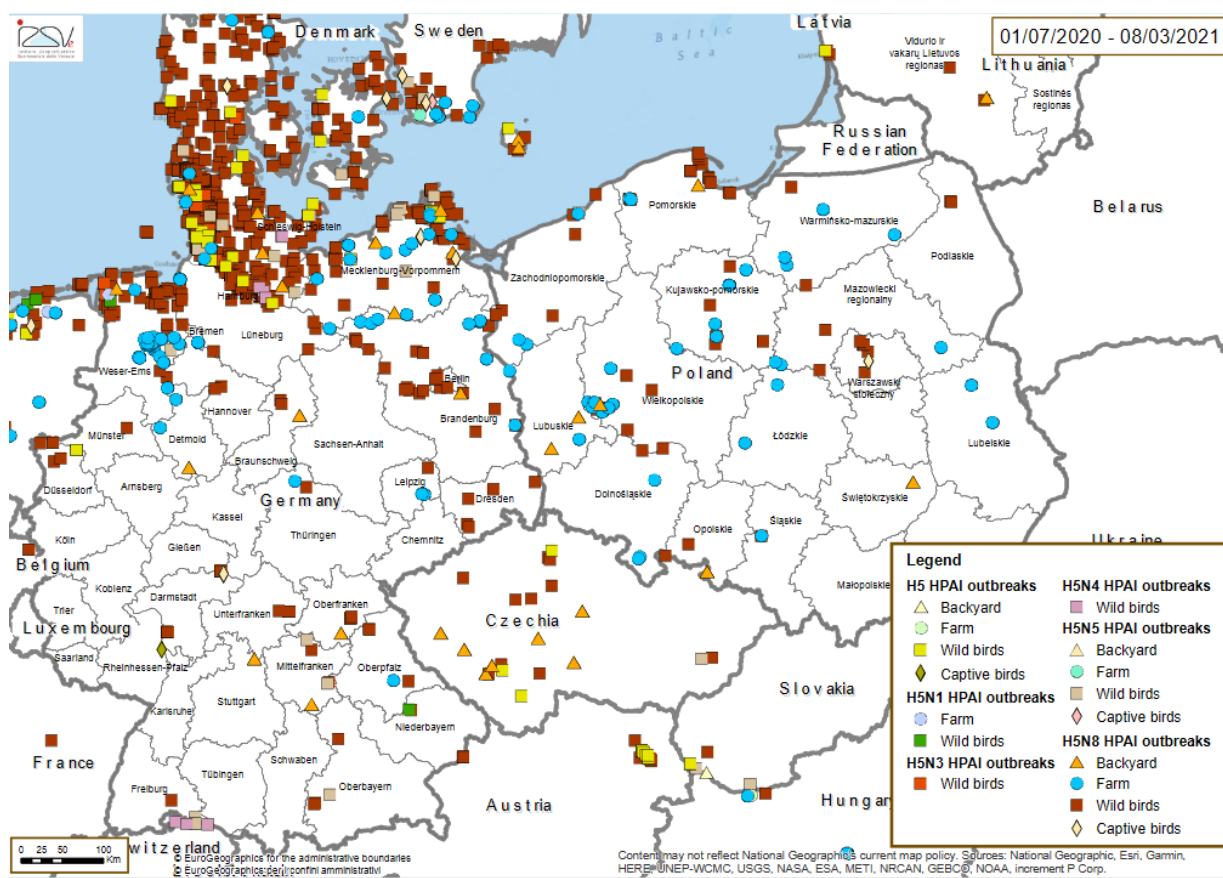 Denmark
Sweden
Baltic
Sea
Latvia
01/07/2020 - 08/03/2021
Vidurio ir
vakarų Lietuvos
regionas
Lithuania
Sostinės
regionas
Russian
Federation
Belarus
Pomorskie
Warmińsko-mazurskie
Podlaskie
Schleswig-Holstein
Mecklenburg-Vorpommern
Zachodniopomorskie
Kujawsko-pomorskie
Mazowiecki
regionalny
Hamburg
Bremen
Lüneburg
Weser-Ems
Berlin
Brandenburg
Poland
Wielkopolskie
Warszawski
stołeczny
Hannover
Lubuskie
Łódzkie
Lubelskie
Münster
Detmold
Braunschweig
Sachsen-Anhalt
Düsseldorf
Arnsberg
Germany
Leipzig
Dresden
Dolnośląskie
Świętokrzyskie
Kassel
Köln
Gießen
Thüringen
Chemnitz
Opolskie
Śląskie
Ukraine
Belgium
Koblenz
Małopolskie
Trier
Darmstadt
Unterfranken
Oberfranken
Luxembourg
Czechia
Saarland
Rheinhessen-Pfalz
Mittelfranken
Oberpfalz
Slovakia
Karlsruhe
Stuttgart
Niederbayern
France
Schwaben
Tübingen
Freiburg
Oberbayern
Austria
Hungary
Switzerland
Legend
H5 HPAI outbreaks
Backyard
Farm
Wild birds
Captive birds
H5N1 HPAI outbreaks
Farm
Wild birds
H5N3 HPAI outbreaks
Wild birds
H5N4 HPAI outbreaks
Wild birds
H5N5 HPAI outbreaks
Backyard
Farm
Wild birds
Captive birds
H5N8 HPAI outbreaks
Backyard
Farm
Wild birds
Captive birds
0 25 50 100
Km
© EuroGeographics for the administrative boundaries
© EuroGeographics per i confini amministrativi
Content may not reflect National Geographic's current map policy. Sources: National Geographic, Esri, Garmin,
HERE, UNEP-WCMC, USGS, NASA, ESA, METI, NRCAN, GEBCO, NOAA, increment P Corp.